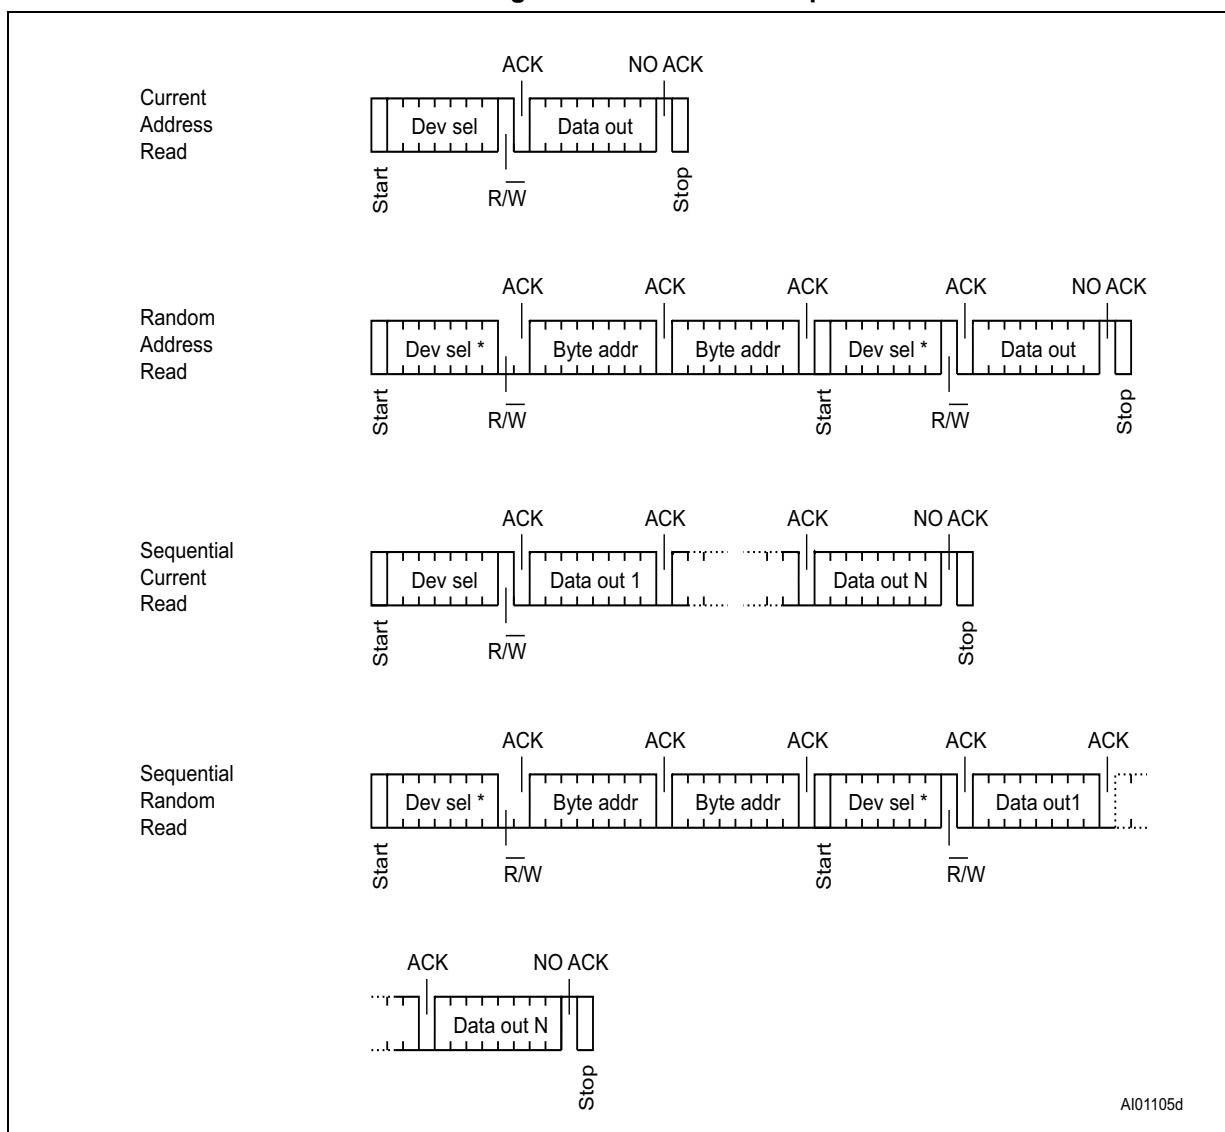 ACK NO ACK
Current
Address
Read
Dev sel Data out
Start R/W̅ Stop
ACK ACK ACK ACK NO ACK
Random
Address
Read
Dev sel * Byte addr Byte addr Dev sel * Data out
Start R/W̅ Start R/W̅ Stop
ACK ACK ACK NO ACK
Sequential
Current
Read
Dev sel Data out 1 Data out N
Start R/W̅ Stop
ACK ACK ACK ACK ACK
Sequential
Random
Read
Dev sel * Byte addr Byte addr Dev sel * Data out1
Start R̅/W Start R̅/W
ACK NO ACK
Data out N
Stop
AI01105d